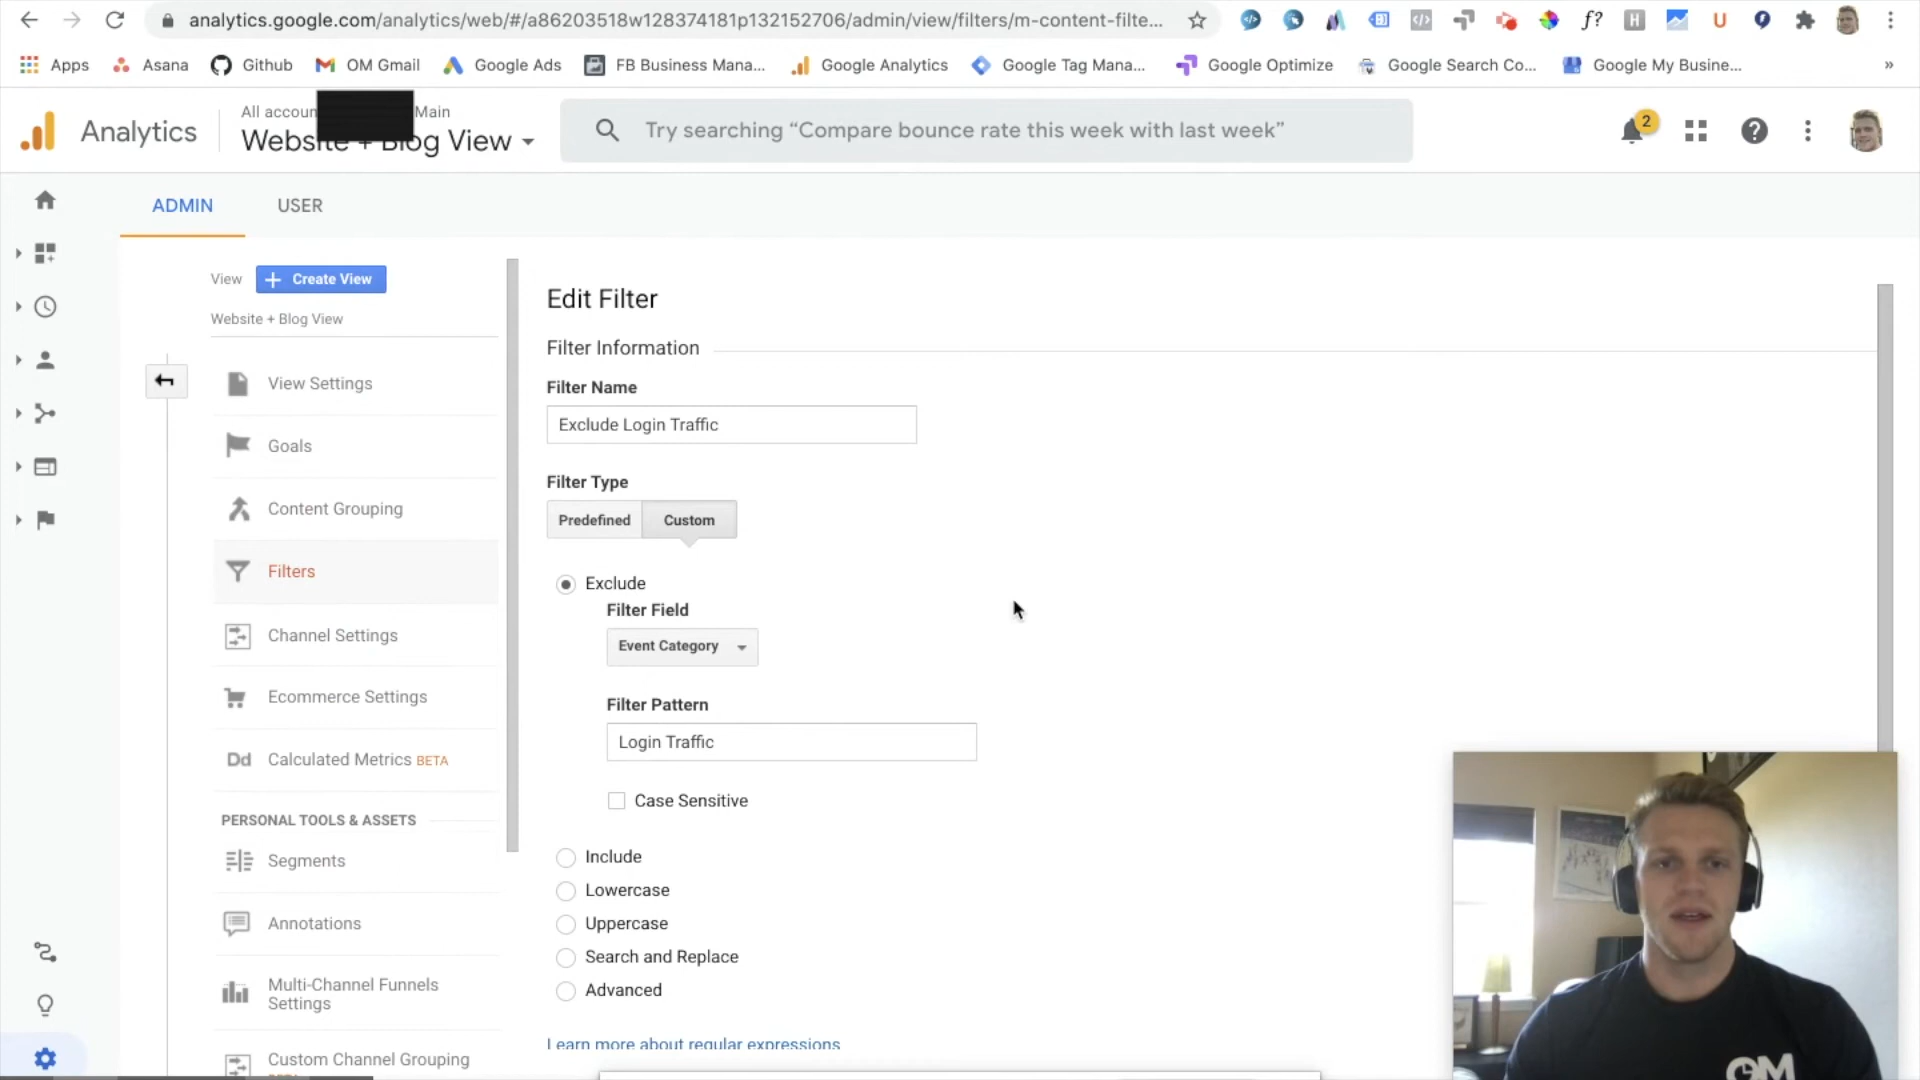 analytics.google.com/analytics/web/#/a86203518w128374181p132152706/admin/view/filters/m-content-filte...
Apps Asana Github OM Gmail Google Ads FB Business Mana... Google Analytics Google Tag Mana... Google Optimize Google Search Co... Google My Busine... »
All accoun Main
Analytics
Website + Blog View
Try searching “Compare bounce rate this week with last week”
2
ADMIN USER
View + Create View
Website + Blog View
View Settings
Goals
Content Grouping
Filters
Channel Settings
Ecommerce Settings
Dd Calculated Metrics BETA
PERSONAL TOOLS & ASSETS
Segments
Annotations
Multi-Channel Funnels
Settings
Custom Channel Grouping
BETA
Edit Filter
Filter Information
Filter Name
Exclude Login Traffic
Filter Type
Predefined Custom
Exclude
Filter Field
Event Category
Filter Pattern
Login Traffic
Case Sensitive
Include
Lowercase
Uppercase
Search and Replace
Advanced
Learn more about regular expressions
OM